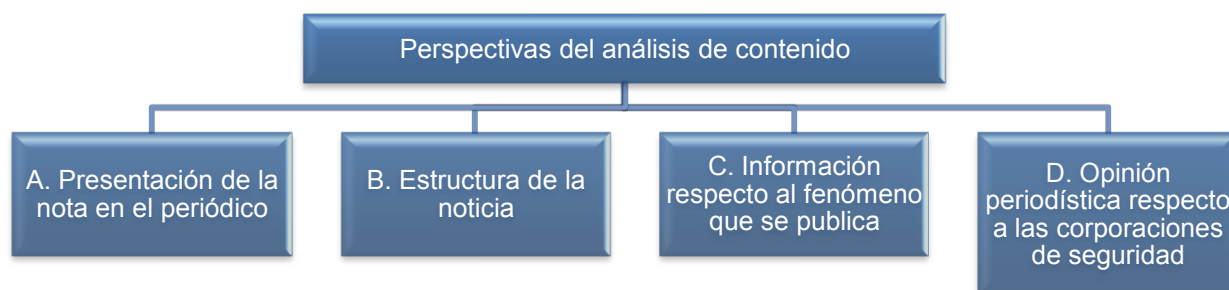 Perspectivas del análisis de contenido
A. Presentación de la
nota en el periódico
B. Estructura de la
noticia
C. Información
respecto al fenómeno
que se publica
D. Opinión
periodística respecto
a las corporaciones
de seguridad